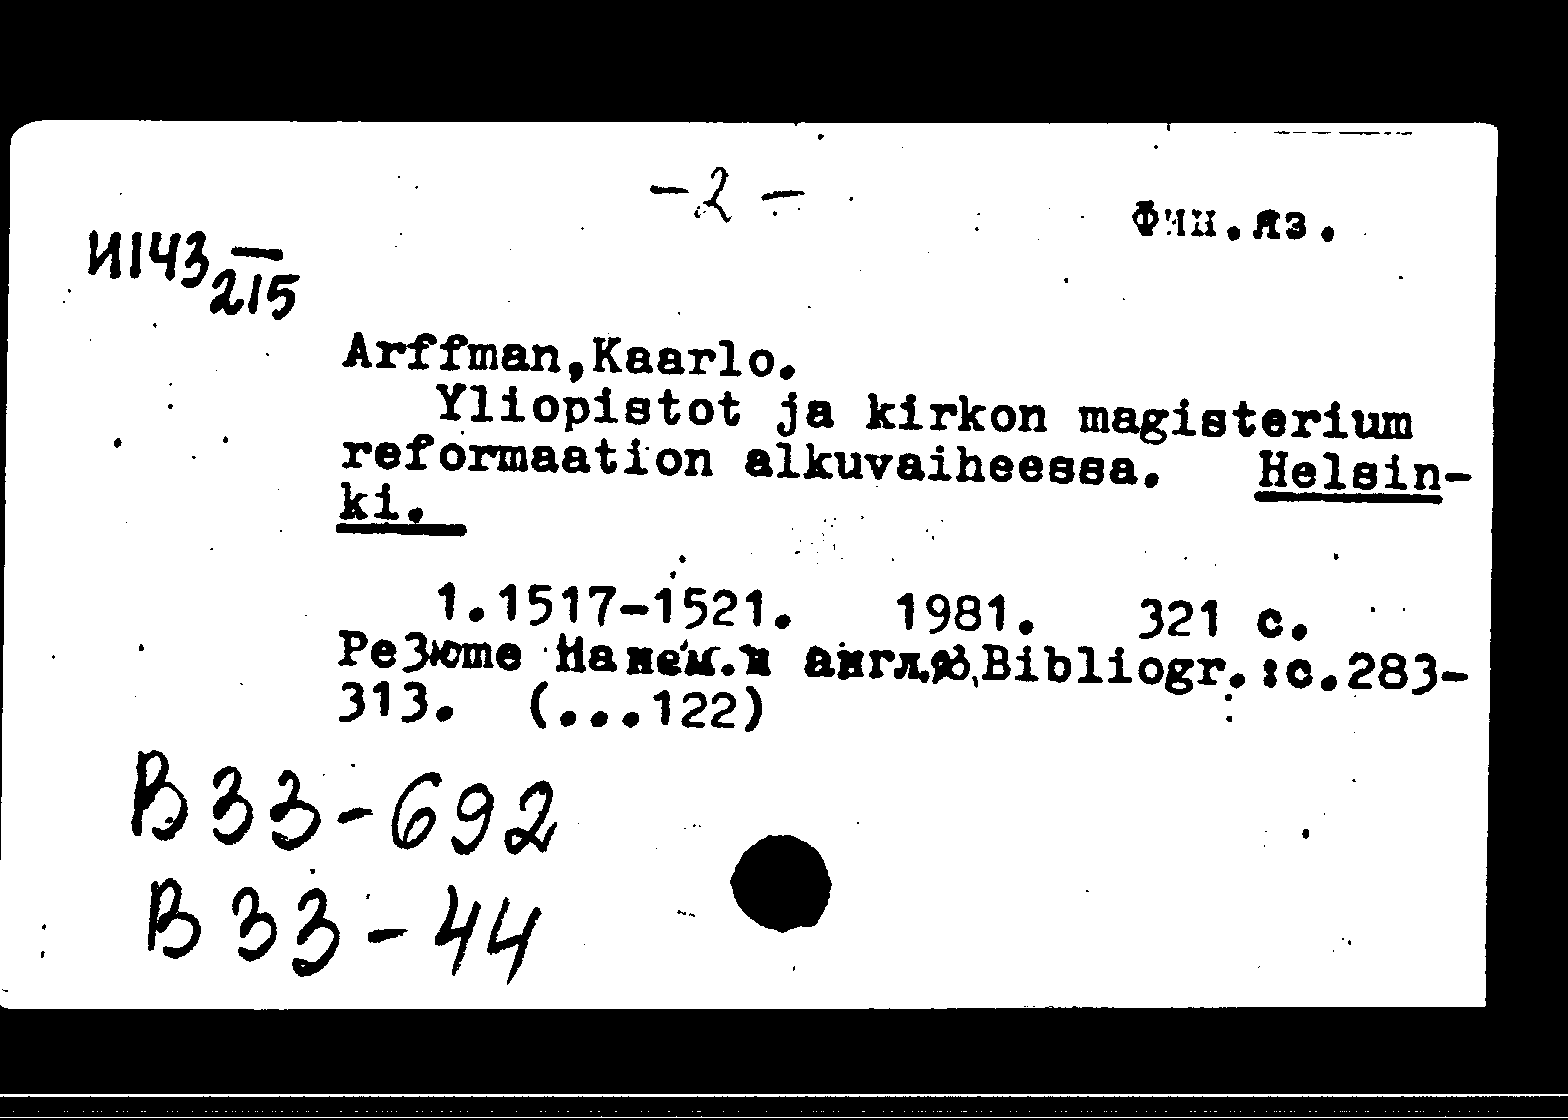 -2-
Фин.яз.
И143—
215
Arffman,Kaarlo.
Yliopistot ja kirkon magisterium
reformaation alkuvaiheessa. Helsin-
ki.
1.1517-1521. 1981. 321 с.
Резюме на нем.и англ.яз.Bibliogr.:с.283-
313. (...122)
В33-692
В33-44